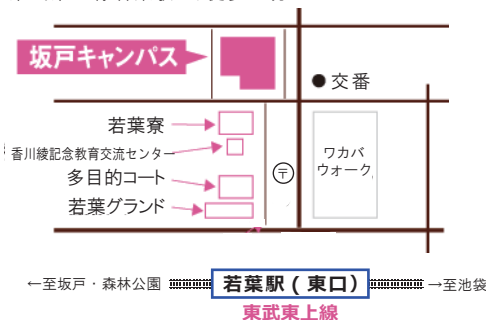 坂戸キャンパス
●交番
若葉寮
香川綾記念教育交流センター
多目的コート
若葉グランド
〒
ワカバ
ウォーク
←至坂戸・森林公園
若葉駅(東口)
→至池袋
東武東上線